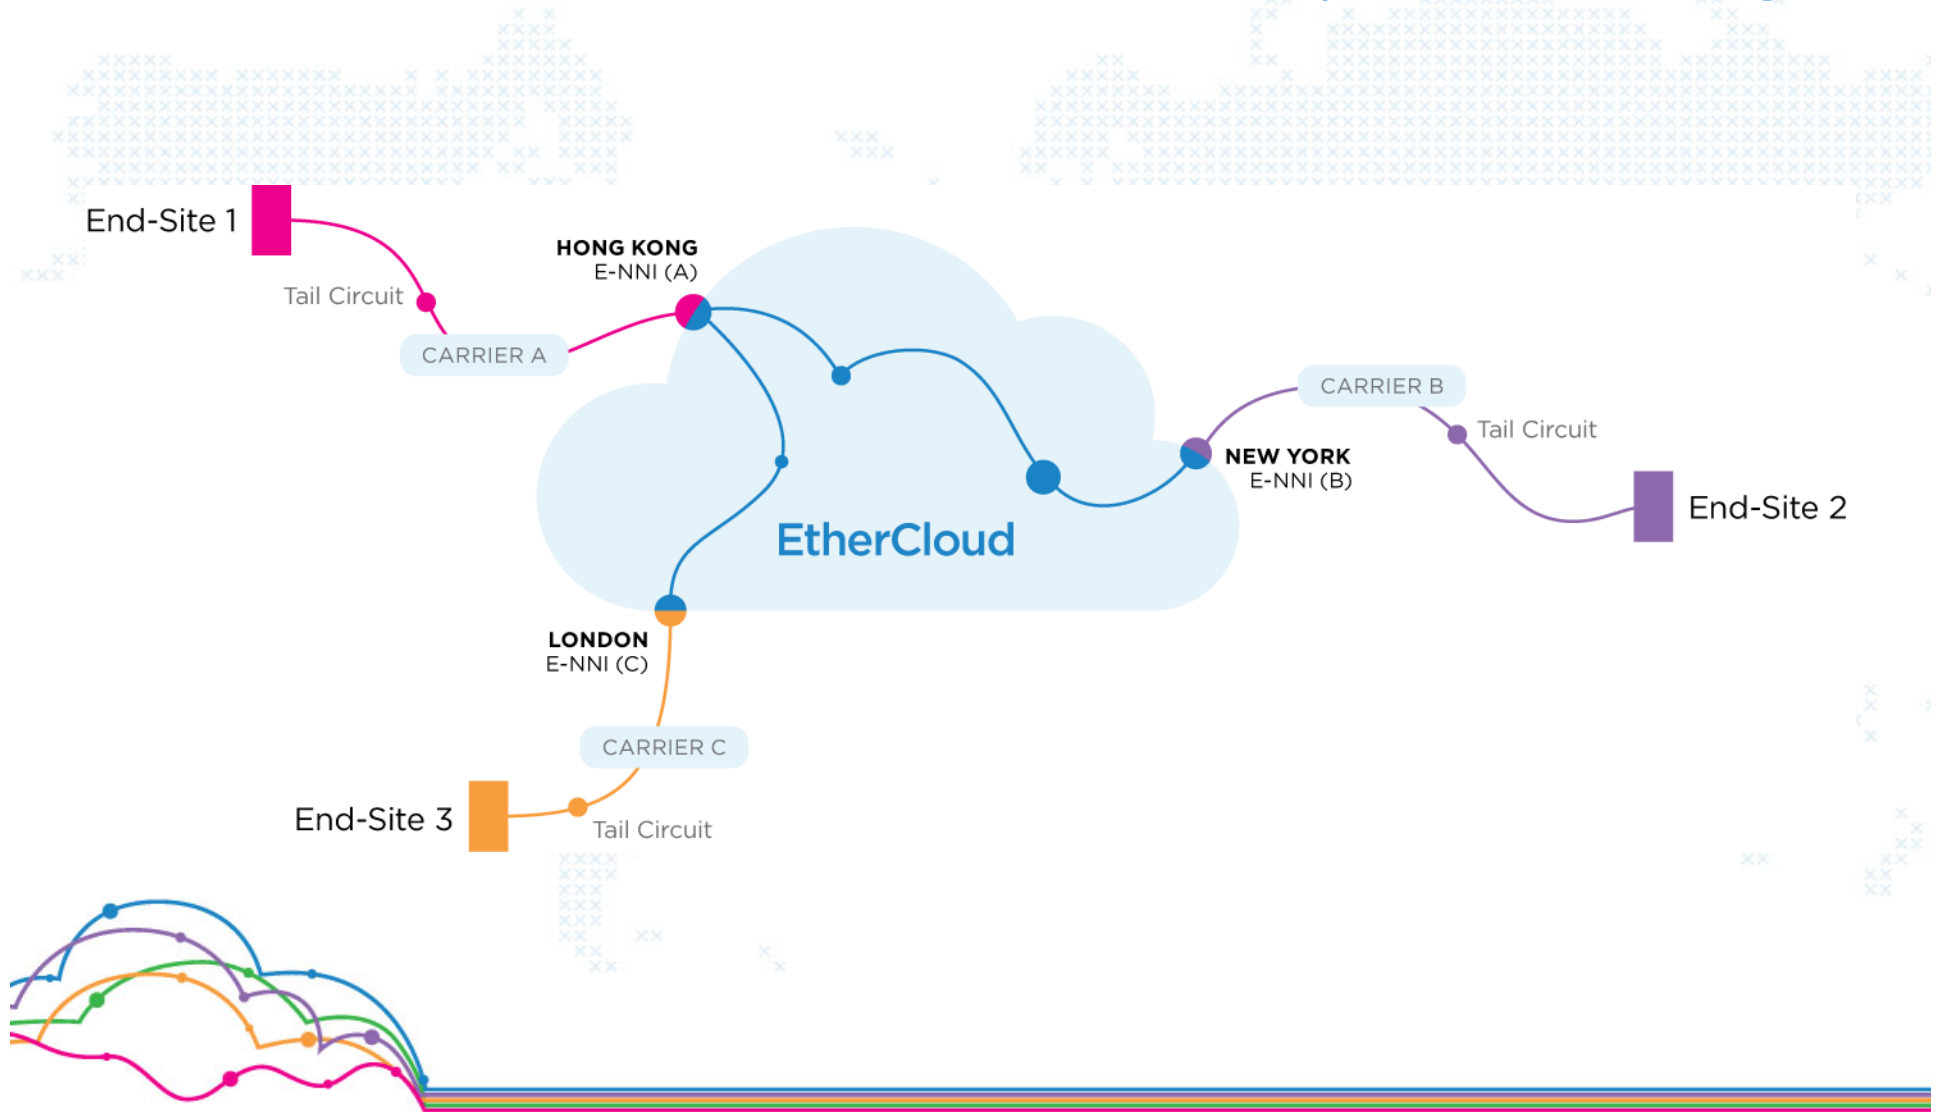 End-Site 1
HONG KONG
E-NNI (A)
Tail Circuit
CARRIER A
CARRIER B
Tail Circuit
NEW YORK
E-NNI (B)
End-Site 2
EtherCloud
LONDON
E-NNI (C)
CARRIER C
End-Site 3
Tail Circuit